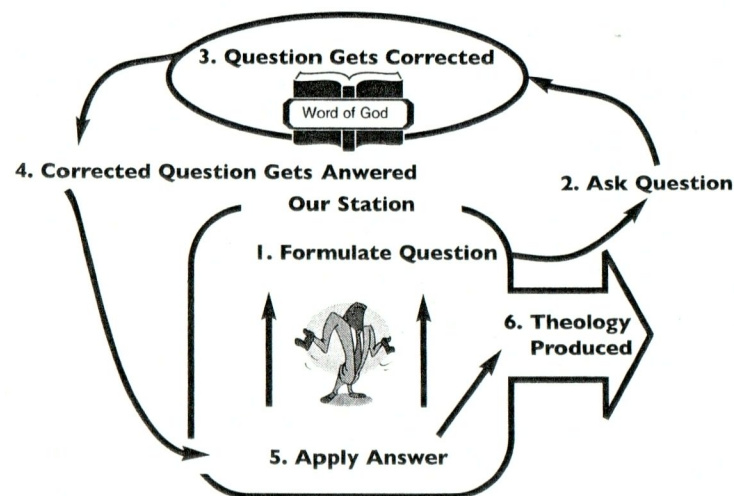 3. Question Gets Corrected
Word of God
4. Corrected Question Gets Anwered
2. Ask Question
Our Station
1. Formulate Question
6. Theology
Produced
5. Apply Answer